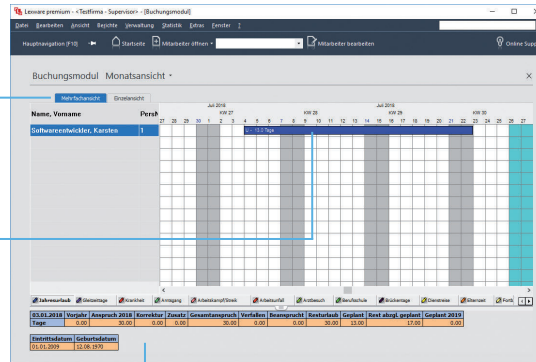 Lexware premium - <Testfirma - Supervisor> - [Buchungsmodul]
Datei Bearbeiten Ansicht Berichte Verwaltung Statistik Extras Fenster ?
Hauptnavigation [F10] Startseite Mitarbeiter öffnen Mitarbeiter bearbeiten Online Supp
Buchungsmodul Monatsansicht
Mehrfachansicht Einzelansicht
Juli 2018 Juli 2018
Name, Vorname PersN KW 27 KW 28 KW 29 KW 30
27 28 29 30 1 2 3 4 5 6 7 8 9 10 11 12 13 14 15 16 17 18 19 20 21 22 23 24 25 26 27
Softwareentwickler, Karsten 1 U - 13.0 Tage
Jahresurlaub Gleitzeittage Krankheit Amtsgang Arbeitskampf/Streik Arbeitsunfall Arztbesuch Berufsschule Brückentage Dienstreise Elternzeit Fortb
03.01.2018 Vorjahr Anspruch 2018 Korrektur Zusatz Gesamtanspruch Verfallen Beansprucht Resturlaub Geplant Rest abzgl. geplant Geplant 2019
Tage 0.00 30.00 0.00 0.00 30.00 0.00 0.00 30.00 13.00 17.00 0.00
Eintrittsdatum Geburtsdatum
01.01.2009 12.08.1970